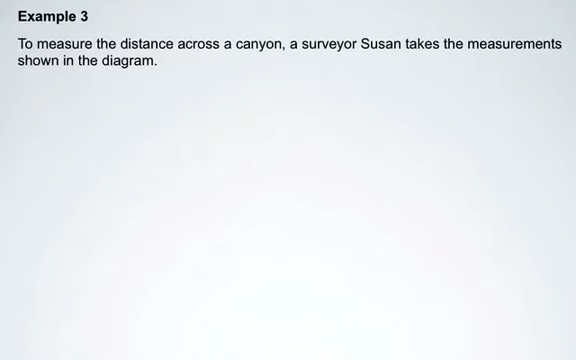 Example 3
To measure the distance across a canyon, a surveyor Susan takes the measurements
shown in the diagram.